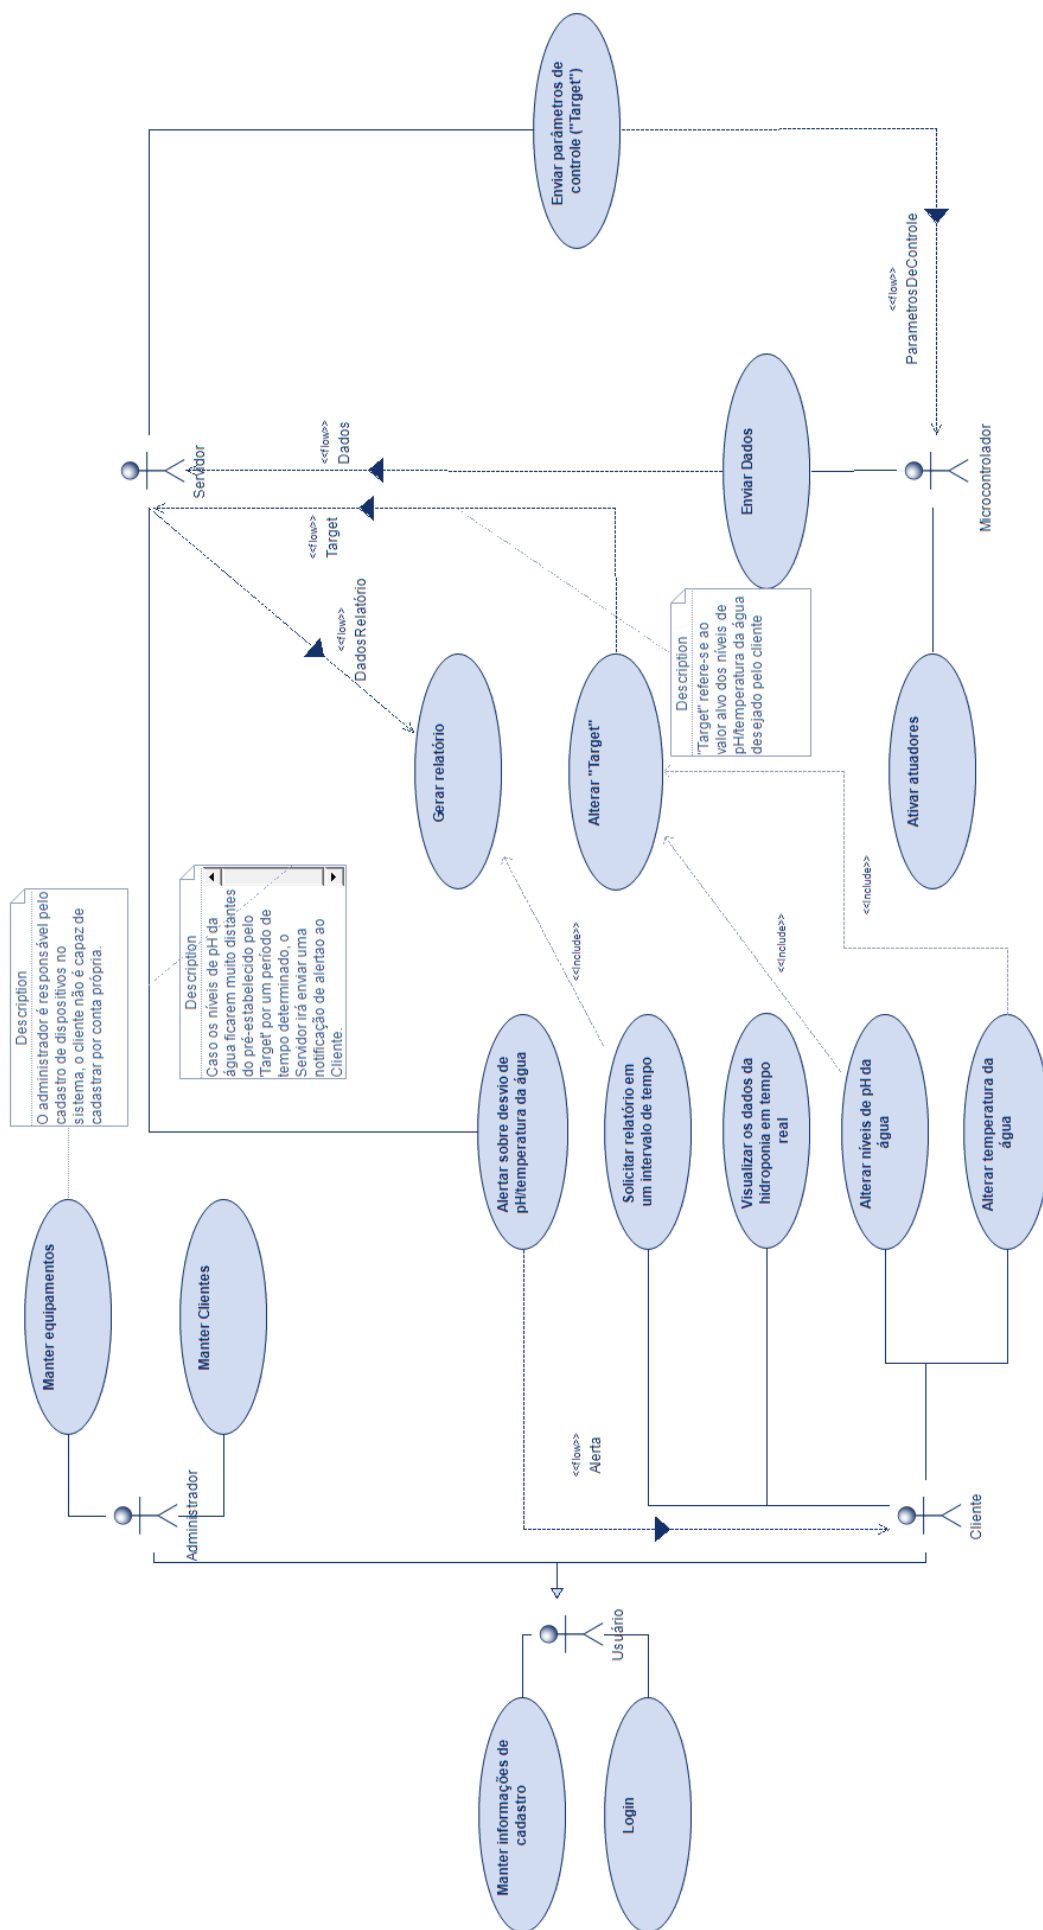 Description
O administrador é responsável pelo
cadastro de dispositivos no
sistema, o cliente não é capaz de
cadastrar por conta própria.
Manter equipamentos
Manter Clientes
Administrador
Description
Caso os níveis de pH da
água ficarem muito distantes
do pré-estabelecido pelo
'Target' por um período de
tempo determinado, o
Servidor irá enviar uma
notificação de alertao ao
Cliente.
Servidor
<<flow>>
Dados
<<flow>>
Target
<<flow>>
DadosRelatório
Enviar parâmetros de
controle ("Target")
Manter informações de
cadastro
Login
Usuário
<<flow>>
Alerta
Alertar sobre desvio de
pH/temperatura da água
Solicitar relatório em
um intervalo de tempo
Visualizar os dados da
hidroponia em tempo
real
Alterar níveis de pH da
água
Alterar temperatura da
água
Cliente
<<Include>>
<<Include>>
<<Include>>
Gerar relatório
Alterar "Target"
Description
"Target" refere-se ao
valor alvo dos níveis de
pH/temperatura da água
desejado pelo cliente
Enviar Dados
Ativar atuadores
Microcontrolador
<<flow>>
ParametrosDeControle